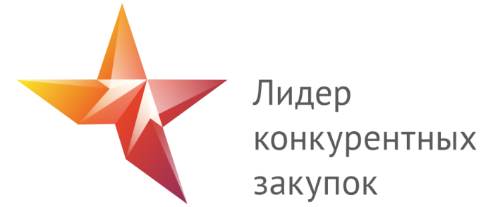 Лидер
конкурентных
закупок